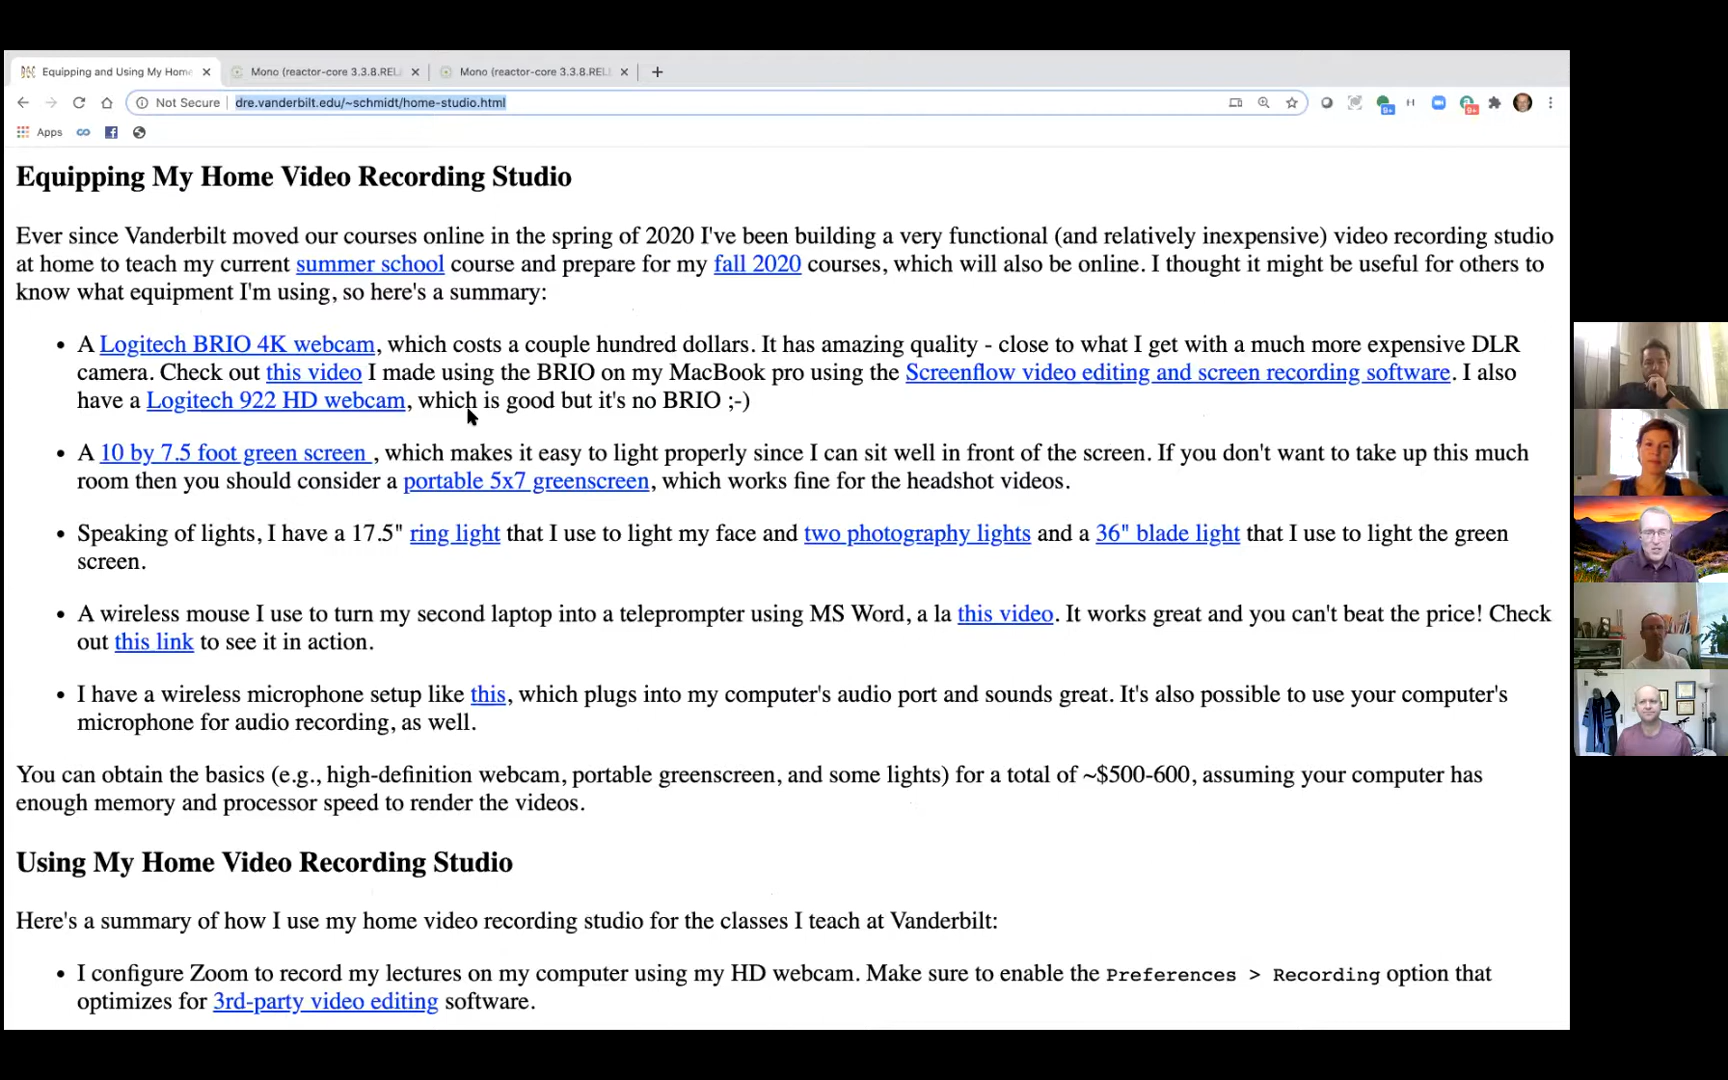 Equipping and Using My Home
Mono (reactor-core 3.3.8.REL
Mono (reactor-core 3.3.8.REL
Not Secure
dre.vanderbilt.edu/~schmidt/home-studio.html
Apps
Equipping My Home Video Recording Studio
Ever since Vanderbilt moved our courses online in the spring of 2020 I've been building a very functional (and relatively inexpensive) video recording studio
at home to teach my current summer school course and prepare for my fall 2020 courses, which will also be online. I thought it might be useful for others to
know what equipment I'm using, so here's a summary:
• A Logitech BRIO 4K webcam, which costs a couple hundred dollars. It has amazing quality - close to what I get with a much more expensive DLR
camera. Check out this video I made using the BRIO on my MacBook pro using the Screenflow video editing and screen recording software. I also
have a Logitech 922 HD webcam, which is good but it's no BRIO ;-)
• A 10 by 7.5 foot green screen , which makes it easy to light properly since I can sit well in front of the screen. If you don't want to take up this much
room then you should consider a portable 5x7 greenscreen, which works fine for the headshot videos.
• Speaking of lights, I have a 17.5" ring light that I use to light my face and two photography lights and a 36" blade light that I use to light the green
screen.
• A wireless mouse I use to turn my second laptop into a teleprompter using MS Word, a la this video. It works great and you can't beat the price! Check
out this link to see it in action.
• I have a wireless microphone setup like this, which plugs into my computer's audio port and sounds great. It's also possible to use your computer's
microphone for audio recording, as well.
You can obtain the basics (e.g., high-definition webcam, portable greenscreen, and some lights) for a total of ~$500-600, assuming your computer has
enough memory and processor speed to render the videos.
Using My Home Video Recording Studio
Here's a summary of how I use my home video recording studio for the classes I teach at Vanderbilt:
• I configure Zoom to record my lectures on my computer using my HD webcam. Make sure to enable the Preferences > Recording option that
optimizes for 3rd-party video editing software.